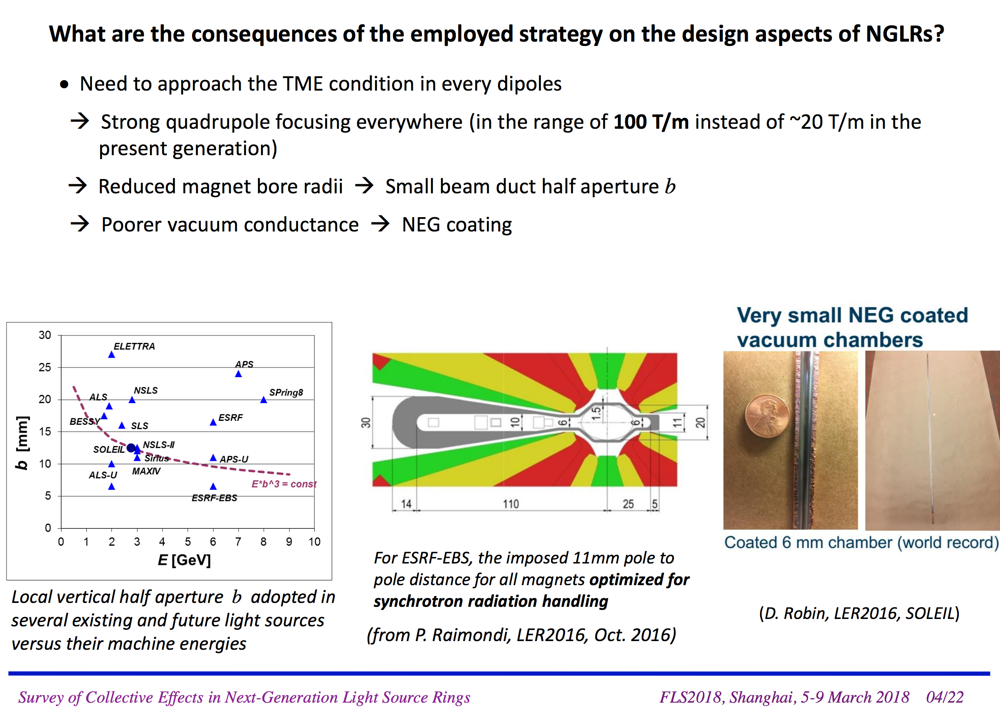 What are the consequences of the employed strategy on the design aspects of NGLRs?
• Need to approach the TME condition in every dipoles
→ Strong quadrupole focusing everywhere (in the range of 100 T/m instead of ~20 T/m in the
present generation)
→ Reduced magnet bore radii → Small beam duct half aperture b
→ Poorer vacuum conductance → NEG coating
30
25
20
15
10
5
0
0 1 2 3 4 5 6 7 8 9 10
b [mm]
E [GeV]
ELETTRA
APS
NSLS
SPring8
ALS
BESSY
SLS
ESRF
NSLS-II
SOLEIL
Sirius
APS-U
MAXIV
ALS-U
E*b^3 = const
ESRF-EBS
Local vertical half aperture b adopted in
several existing and future light sources
versus their machine energies
30
10
6
1.5
6
11
20
14 110 25 5
For ESRF-EBS, the imposed 11mm pole to
pole distance for all magnets optimized for
synchrotron radiation handling
(from P. Raimondi, LER2016, Oct. 2016)
Very small NEG coated
vacuum chambers
Coated 6 mm chamber (world record)
(D. Robin, LER2016, SOLEIL)
Survey of Collective Effects in Next-Generation Light Source Rings
FLS2018, Shanghai, 5-9 March 2018 04/22